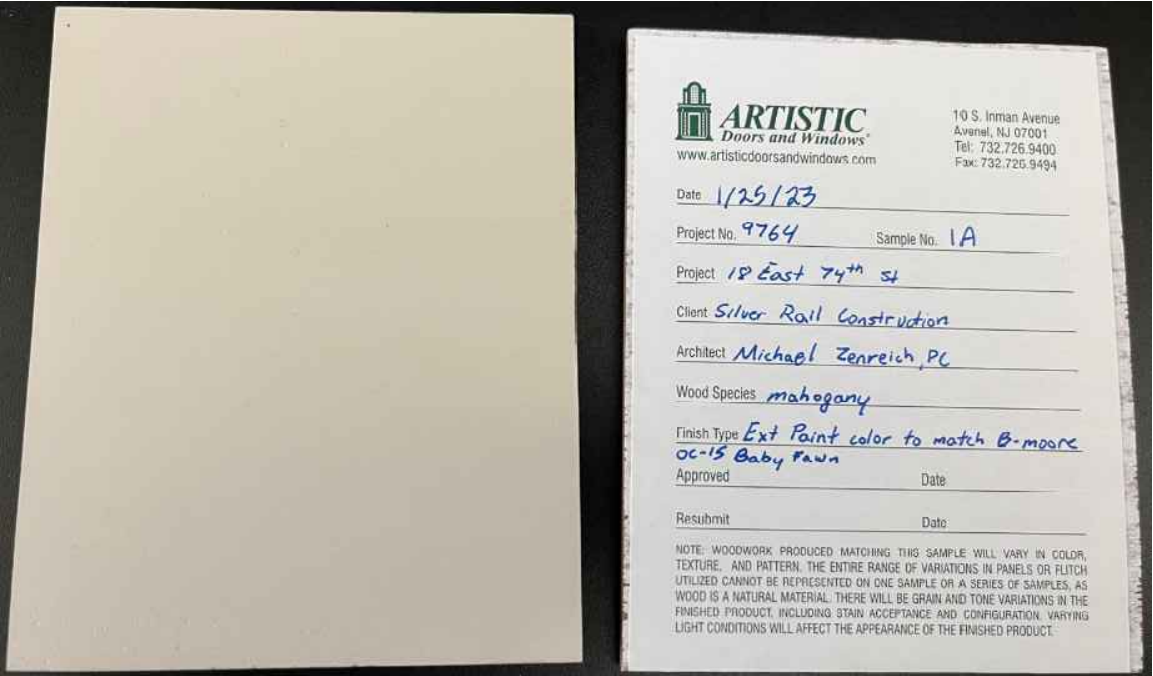 ARTISTIC
Doors and Windows®
www.artisticdoorsandwindows.com
10 S. Inman Avenue
Avenel, NJ 07001
Tel: 732.726.9400
Fax: 732.726.9494
Date 1/25/23
Project No. 9764 Sample No. 1A
Project 18 East 74th St
Client Silver Rail Construction
Architect Michael Zenreich, PC
Wood Species mahogany
Finish Type Ext Paint color to match B-moore
OC-15 Baby Fawn
Approved Date
Resubmit Date
NOTE: WOODWORK PRODUCED MATCHING THIS SAMPLE WILL VARY IN COLOR,
TEXTURE, AND PATTERN. THE ENTIRE RANGE OF VARIATIONS IN PANELS OR FLITCH
UTILIZED CANNOT BE REPRESENTED ON ONE SAMPLE OR A SERIES OF SAMPLES, AS
WOOD IS A NATURAL MATERIAL. THERE WILL BE GRAIN AND TONE VARIATIONS IN THE
FINISHED PRODUCT, INCLUDING STAIN ACCEPTANCE AND CONFIGURATION. VARYING
LIGHT CONDITIONS WILL AFFECT THE APPEARANCE OF THE FINISHED PRODUCT.